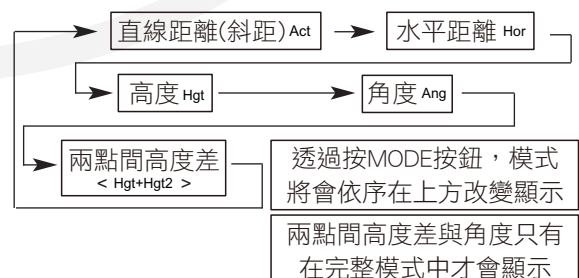 直線距離(斜距) Act
水平距離 Hor
高度 Hgt
角度 Ang
兩點間高度差
< Hgt+Hgt2 >
透過按MODE按鈕，模式
將會依序在上方改變顯示
兩點間高度差與角度只有
在完整模式中才會顯示